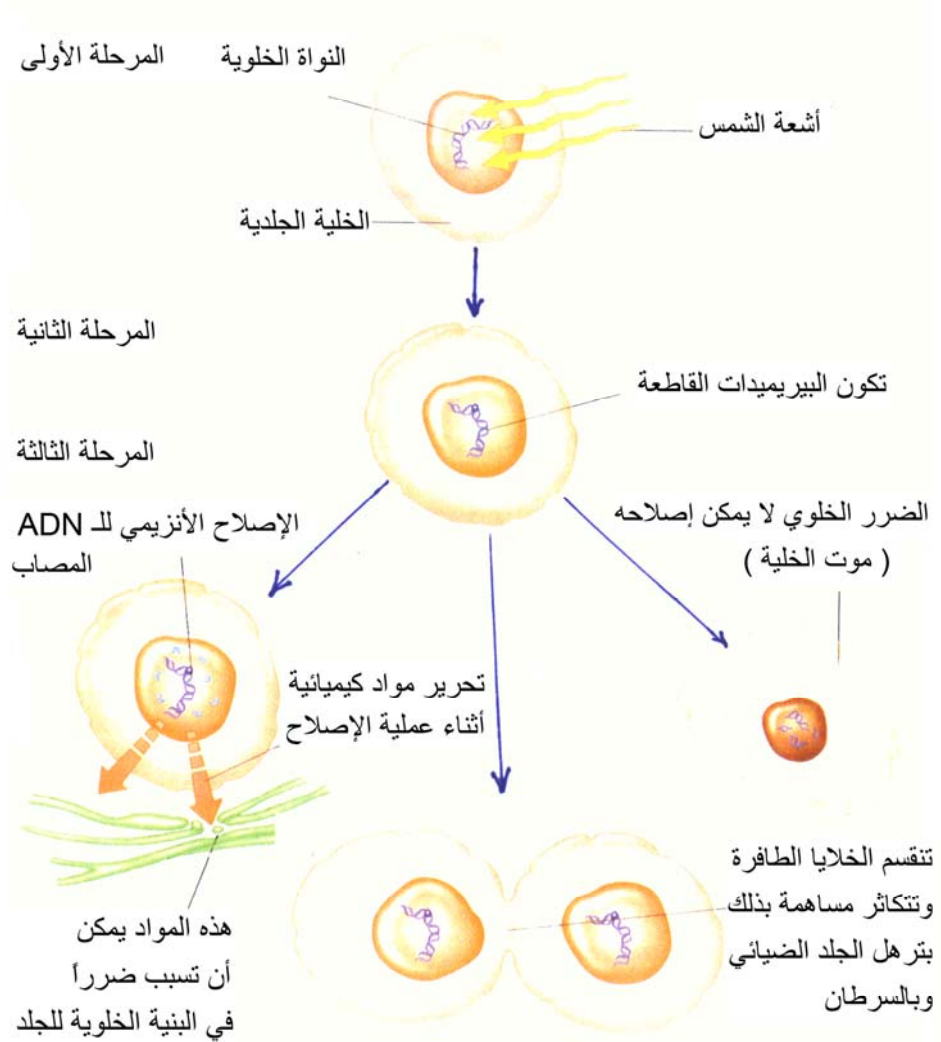 المرحلة الأولى
النواة الخلوية
أشعة الشمس
الخلية الجلدية
المرحلة الثانية
تكون البيريميدات القاطعة
المرحلة الثالثة
الإصلاح الأنزيمي للـ ADN
المصاب
الضرر الخلوي لا يمكن إصلاحه
( موت الخلية )
تحرير مواد كيميائية
أثناء عملية الإصلاح
تنقسم الخلايا الطافرة
وتتكاثر مساهمة بذلك
بترهل الجلد الضيائي
وبالسرطان
هذه المواد يمكن
أن تسبب ضرراً
في البنية الخلوية للجلد